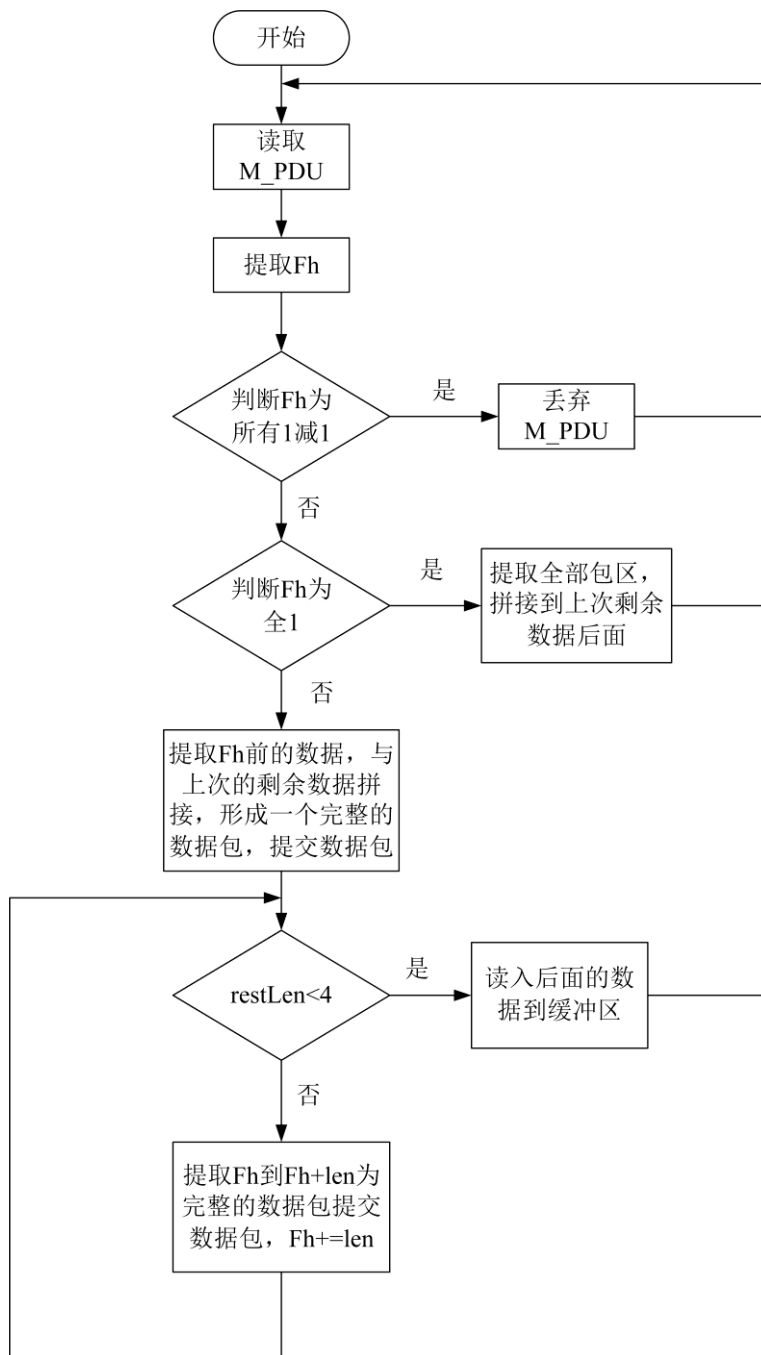 开始
读取
M_PDU
提取Fh
判断Fh为
所有1减1
是
丢弃
M_PDU
否
判断Fh为
全1
是
提取全部包区，
拼接到上次剩余
数据后面
否
提取Fh前的数据，与
上次的剩余数据拼
接，形成一个完整的
数据包，提交数据包
restLen<4
是
读入后面的数
据到缓冲区
否
提取Fh到Fh+len为
完整的数据包提交
数据包，Fh+=len